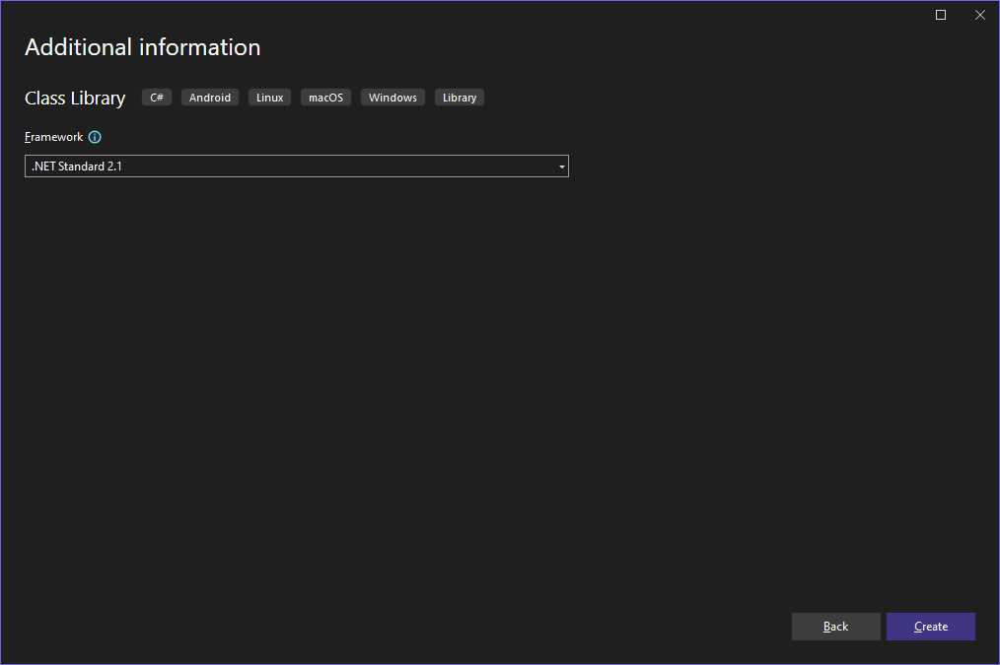 Additional information
Class Library C# Android Linux macOS Windows Library
Framework
.NET Standard 2.1
Back Create